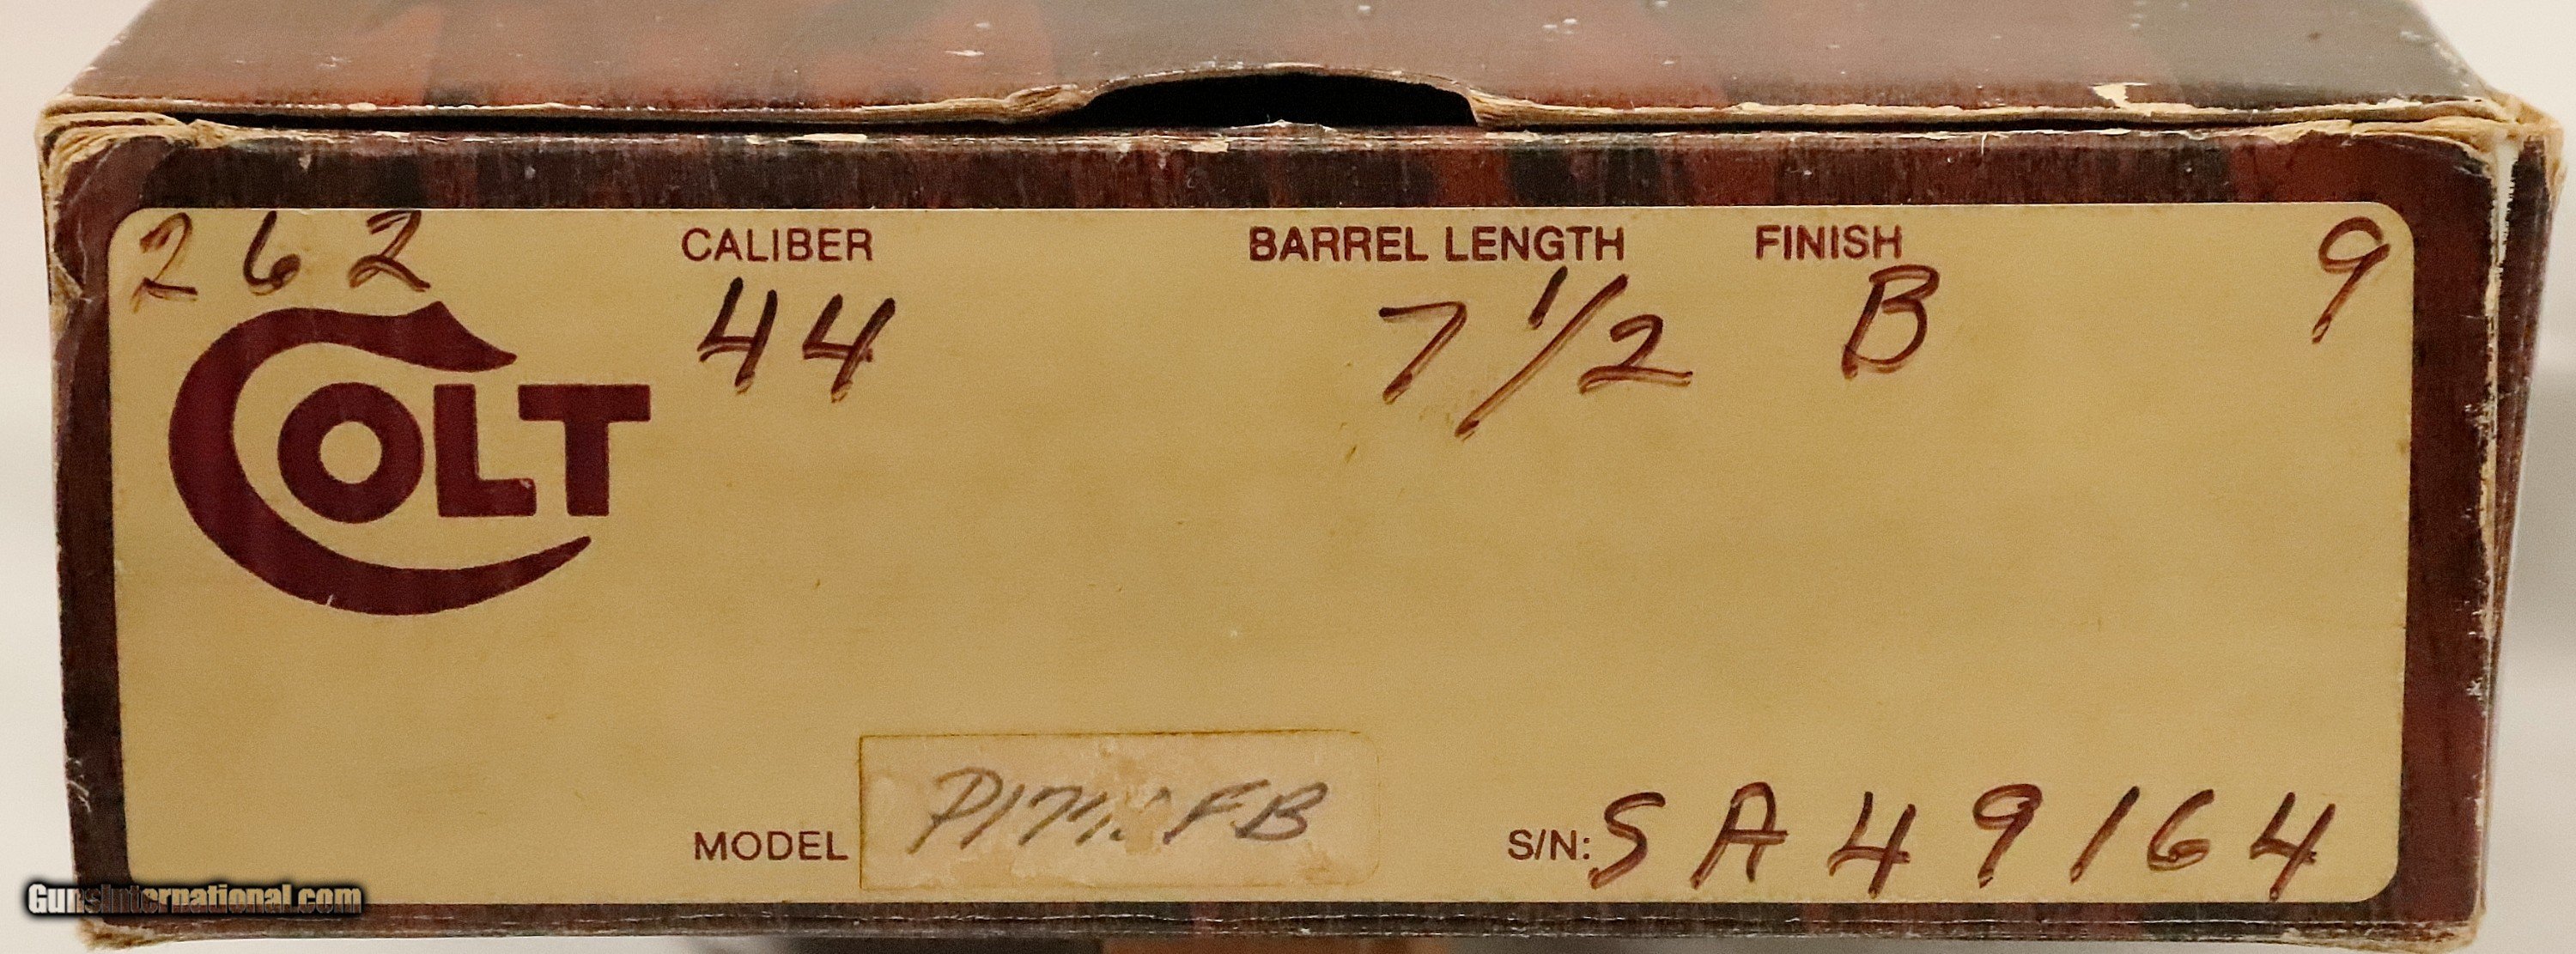 262 CALIBER BARREL LENGTH FINISH 9
44 7 1/2 B
COLT
MODEL S/N: SA49164
GunsInternational.com